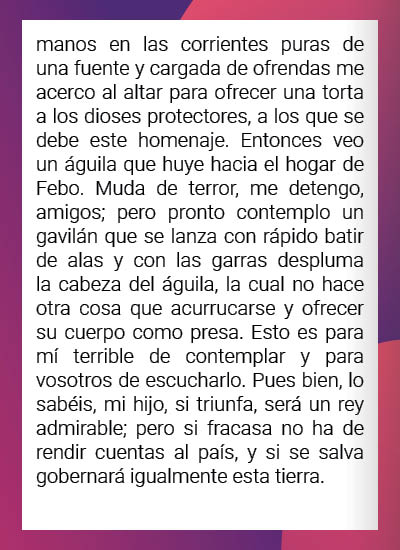 manos en las corrientes puras de
una fuente y cargada de ofrendas me
acerco al altar para ofrecer una torta
a los dioses protectores, a los que se
debe este homenaje. Entonces veo
un águila que huye hacia el hogar de
Febo. Muda de terror, me detengo,
amigos; pero pronto contemplo un
gavilán que se lanza con rápido batir
de alas y con las garras despluma
la cabeza del águila, la cual no hace
otra cosa que acurrucarse y ofrecer
su cuerpo como presa. Esto es para
mí terrible de contemplar y para
vosotros de escucharlo. Pues bien, lo
sabéis, mi hijo, si triunfa, será un rey
admirable; pero si fracasa no ha de
rendir cuentas al país, y si se salva
gobernará igualmente esta tierra.